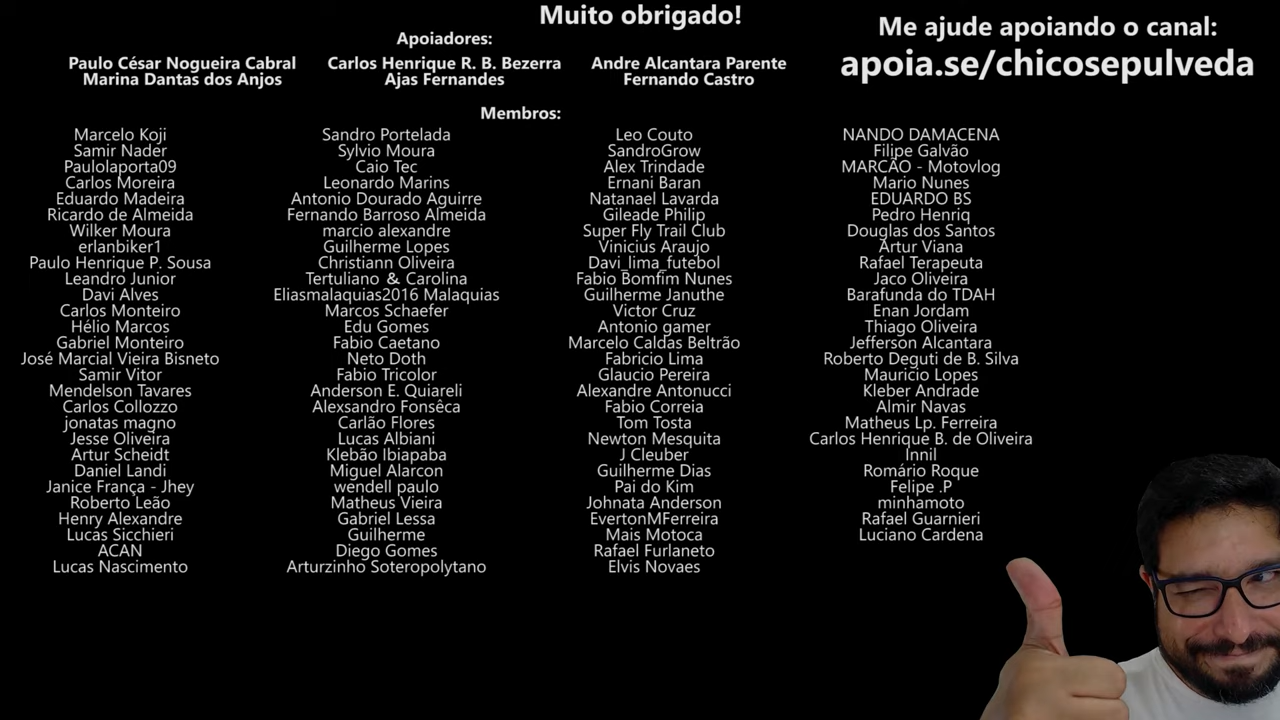 Muito obrigado!
Me ajude apoiando o canal:
apoia.se/chicosepulveda
Apoiadores:
Paulo César Nogueira Cabral
Marina Dantas dos Anjos
Carlos Henrique R. B. Bezerra
Ajas Fernandes
Andre Alcantara Parente
Fernando Castro
Membros:
Marcelo Koji
Samir Nader
Paulolaporta09
Carlos Moreira
Eduardo Madeira
Ricardo de Almeida
Wilker Moura
erlanbiker1
Paulo Henrique P. Sousa
Leandro Junior
Davi Alves
Carlos Monteiro
Hélio Marcos
Gabriel Monteiro
José Marcial Vieira Bisneto
Samir Vitor
Mendelson Tavares
Carlos Collozzo
jonatas magno
Jesse Oliveira
Artur Scheidt
Daniel Landi
Janice França - Jhey
Roberto Leão
Henry Alexandre
Lucas Sicchieri
ACAN
Lucas Nascimento
Sandro Portelada
Sylvio Moura
Caio Tec
Leonardo Marins
Antonio Dourado Aguirre
Fernando Barroso Almeida
marcio alexandre
Guilherme Lopes
Christiann Oliveira
Tertuliano & Carolina
Eliasmalaquias2016 Malaquias
Marcos Schaefer
Edu Gomes
Fabio Caetano
Neto Doth
Fabio Tricolor
Anderson E. Quiareli
Alexsandro Fonsêca
Carlão Flores
Lucas Albiani
Klebão Ibiapaba
Miguel Alarcon
wendell paulo
Matheus Vieira
Gabriel Lessa
Guilherme
Diego Gomes
Arturzinho Soteropolytano
Leo Couto
SandroGrow
Alex Trindade
Ernani Baran
Natanael Lavarda
Gileade Philip
Super Fly Trail Club
Vinicius Araujo
Davi_lima_futebol
Fabio Bomfim Nunes
Guilherme Januthe
Victor Cruz
Antonio gamer
Marcelo Caldas Beltrão
Fabricio Lima
Glaucio Pereira
Alexandre Antonucci
Fabio Correia
Tom Tosta
Newton Mesquita
J Cleuber
Guilherme Dias
Pai do Kim
Johnata Anderson
EvertonMFerreira
Mais Motoca
Rafael Furlaneto
Elvis Novaes
NANDO DAMACENA
Filipe Galvão
MARCÃO - Motovlog
Mario Nunes
EDUARDO BS
Pedro Henriq
Douglas dos Santos
Artur Viana
Rafael Terapeuta
Jaco Oliveira
Barafunda do TDAH
Enan Jordam
Thiago Oliveira
Jefferson Alcantara
Roberto Deguti de B. Silva
Mauricio Lopes
Kleber Andrade
Almir Navas
Matheus Lp. Ferreira
Carlos Henrique B. de Oliveira
Innil
Romário Roque
Felipe .P
minhamoto
Rafael Guarnieri
Luciano Cardena